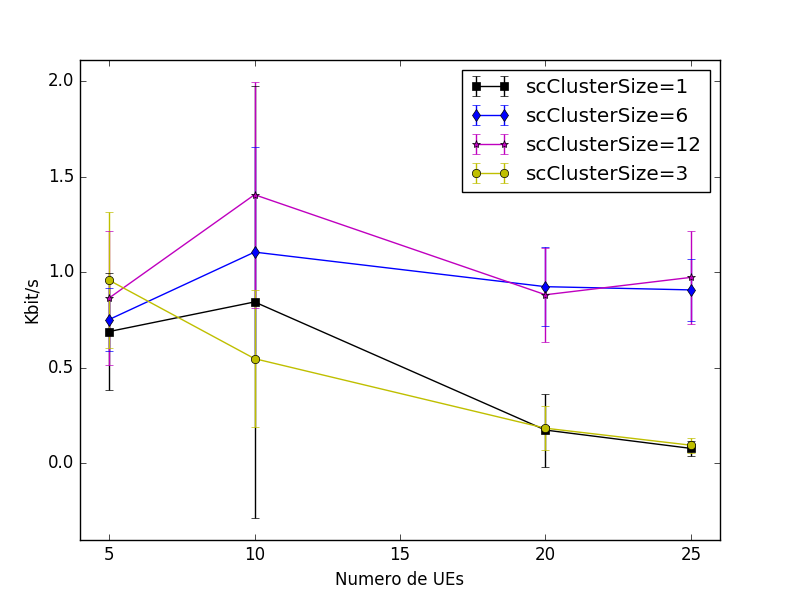 scClusterSize=1
scClusterSize=6
scClusterSize=12
scClusterSize=3
Kbit/s
2.0
1.5
1.0
0.5
0.0
5 10 15 20 25
Numero de UEs